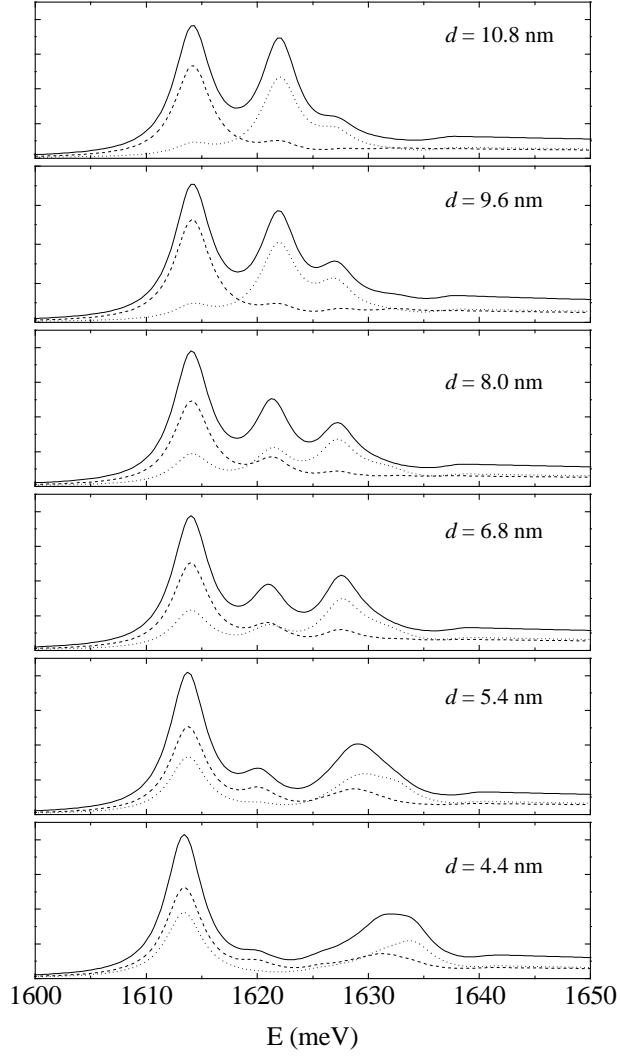 d = 10.8 nm
d = 9.6 nm
d = 8.0 nm
d = 6.8 nm
d = 5.4 nm
d = 4.4 nm
1600 1610 1620 1630 1640 1650
E (meV)